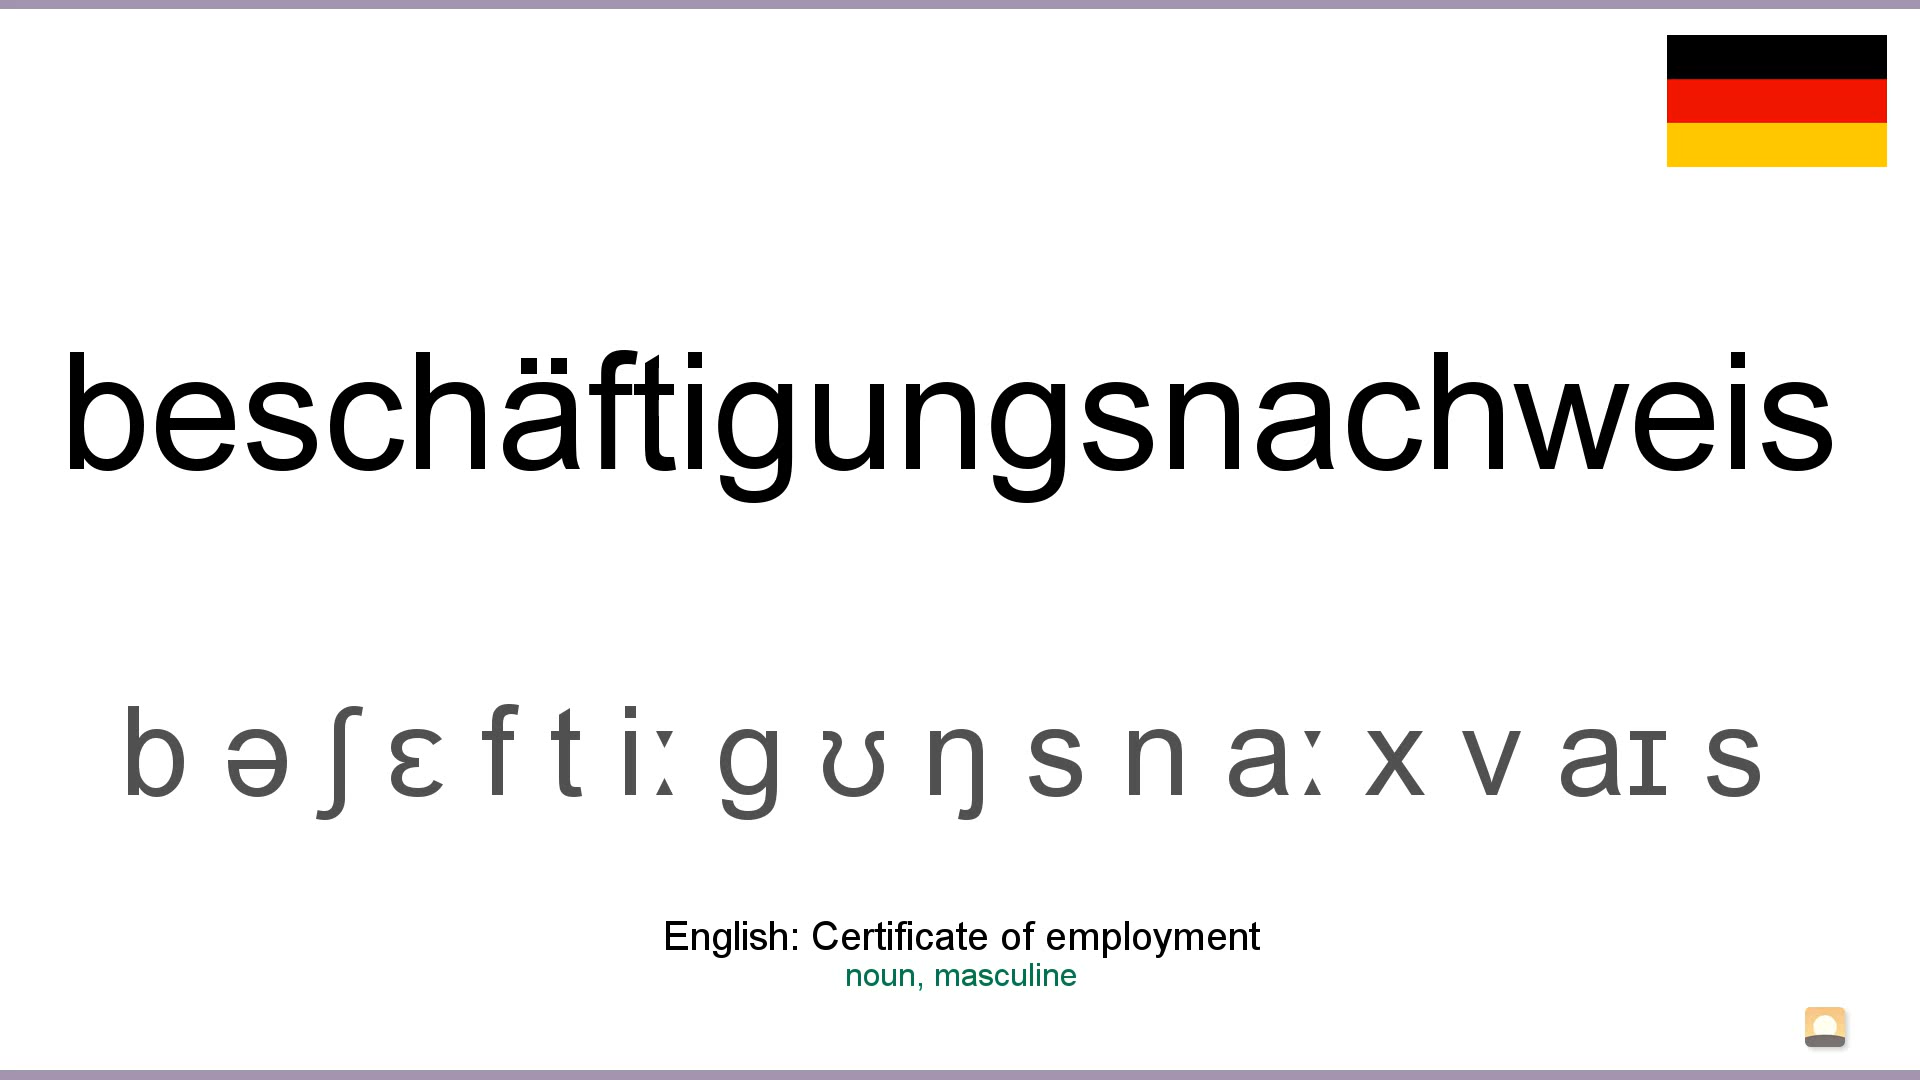 beschäftigungsnachweis
b ə ʃ ɛ f t iː g ʊ ŋ s n aː x v aɪ s
English: Certificate of employment
noun, masculine